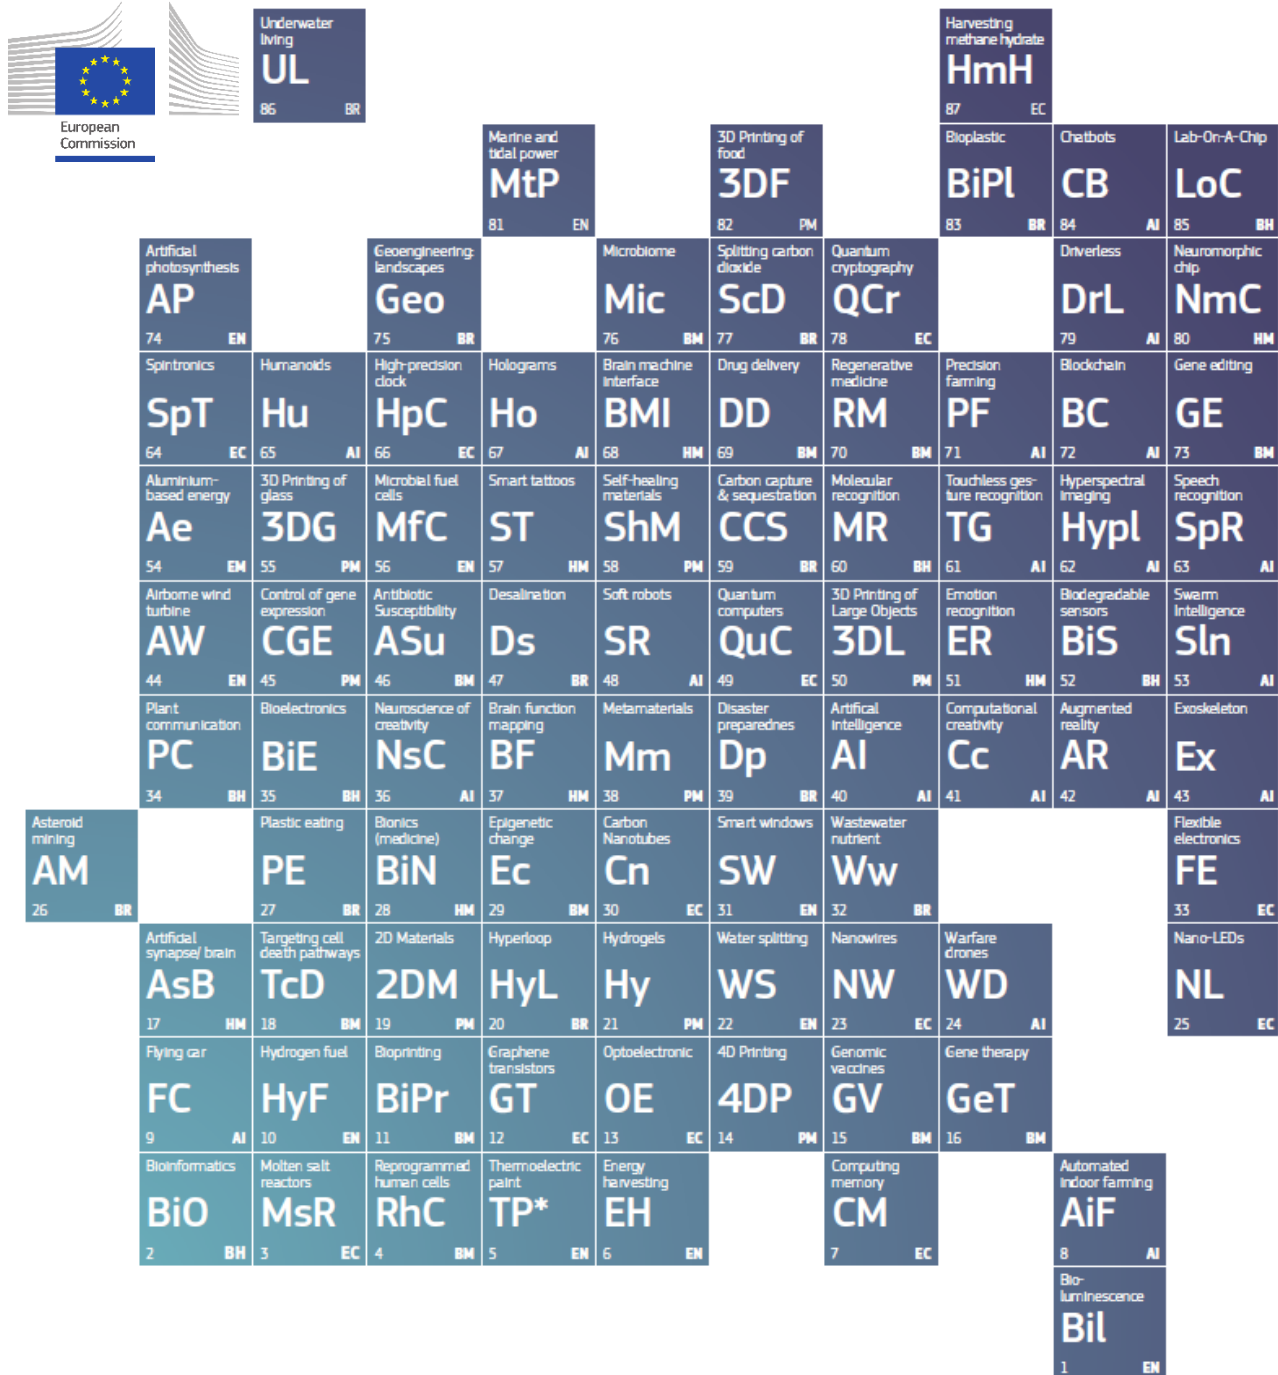 European
Commission
Underwater
living
UL
86 BR
Harvesting
methane hydrate
HmH
87 EC
Marine and
tidal power
MtP
81 EN
3D Printing of
food
3DF
82 PM
Bioplastic
BiPl
83 BR
Chatbots
CB
84 AI
Lab-On-A-Chip
LoC
85 BH
Artificial
photosynthesis
AP
74 EN
Geoengineering:
landscapes
Geo
75 BR
Microbiome
Mic
76 BM
Splitting carbon
dioxide
ScD
77 BR
Quantum
cryptography
QCr
78 EC
Driverless
DrL
79 AI
Neuromorphic
chip
NmC
80 HM
Spintronics
SpT
64 EC
Humanoids
Hu
65 AI
High-precision
clock
HpC
66 EC
Holograms
Ho
67 AI
Brain machine
interface
BMI
68 HM
Drug delivery
DD
69 BM
Regenerative
medicine
RM
70 BM
Precision
farming
PF
71 AI
Blockchain
BC
72 AI
Gene editing
GE
73 BM
Aluminium-
based energy
Ae
54 EM
3D Printing of
glass
3DG
55 PM
Microbial fuel
cells
MfC
56 EN
Smart tattoos
ST
57 HM
Self-healing
materials
ShM
58 PM
Carbon capture
& sequestration
CCS
59 BR
Molecular
recognition
MR
60 BH
Touchless ges-
ture recognition
TG
61 AI
Hyperspectral
imaging
Hypl
62 AI
Speech
recognition
SpR
63 AI
Airborne wind
turbine
AW
44 EN
Control of gene
expression
CGE
45 PM
Antibiotic
Susceptibility
ASu
46 BM
Desalination
Ds
47 BR
Soft robots
SR
48 AI
Quantum
computers
QuC
49 EC
3D Printing of
Large Objects
3DL
50 PM
Emotion
recognition
ER
51 HM
Biodegradable
sensors
BiS
52 BH
Swarm
Intelligence
Sln
53 AI
Plant
communication
PC
34 BH
Bioelectronics
BiE
35 BH
Neuroscience of
creativity
NsC
36 AI
Brain function
mapping
BF
37 HM
Metamaterials
Mm
38 PM
Disaster
preparednes
Dp
39 BR
Artifical
intelligence
AI
40 AI
Computational
creativity
Cc
41 AI
Augmented
reality
AR
42 AI
Exoskeleton
Ex
43 AI
Asteroid
mining
AM
26 BR
Plastic eating
PE
27 BR
Bionics
(medicine)
BiN
28 HM
Epigenetic
change
Ec
29 BM
Carbon
Nanotubes
Cn
30 EC
Smart windows
SW
31 EN
Wastewater
nutrient
Ww
32 BR
Flexible
electronics
FE
33 EC
Artificial
synapse/ brain
AsB
17 HM
Targeting cell
death pathways
TcD
18 BM
2D Materials
2DM
19 PM
Hyperloop
HyL
20 BR
Hydrogels
Hy
21 PM
Water splitting
WS
22 EN
Nanowires
NW
23 EC
Warfare
drones
WD
24 AI
Nano-LEDs
NL
25 EC
Flying car
FC
9 AI
Hydrogen fuel
HyF
10 EN
Bioprinting
BiPr
11 BM
Graphene
transistors
GT
12 EC
Optoelectronic
OE
13 EC
4D Printing
4DP
14 PM
Genomic
vaccines
GV
15 BM
Gene therapy
GeT
16 BM
Bioinformatics
BiO
2 BH
Molten salt
reactors
MsR
3 EC
Reprogrammed
human cells
RhC
4 BM
Thermoelectric
paint
TP*
5 EN
Energy
harvesting
EH
6 EN
Computing
memory
CM
7 EC
Automated
indoor farming
AiF
8 AI
Bio-
luminescence
Bil
1 EN